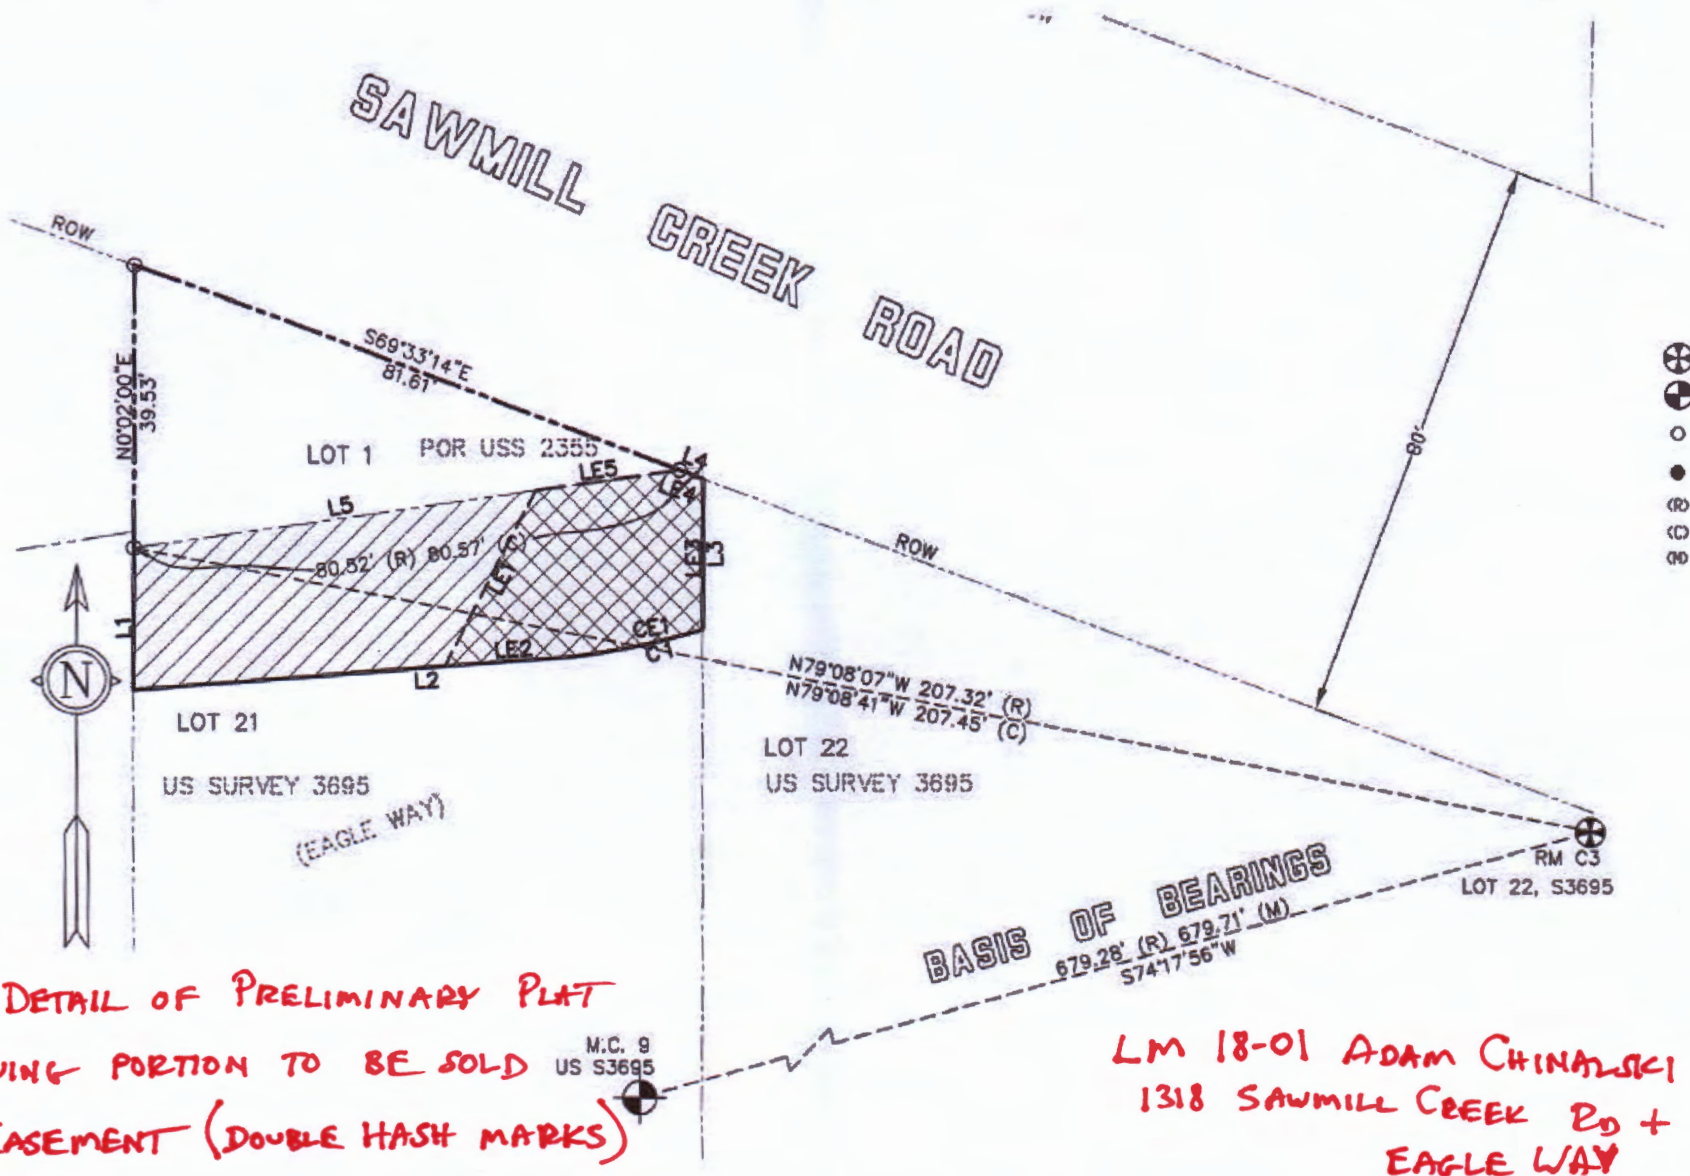 SAWMILL CREEK ROAD
ROW
S69°33'14"E
81.61'
N0°02'00"E
39.53'
80'
LOT 1 POR USS 2355
L4
LE5
LE4
L5
80.52' (R) 80.57' (C)
LE1
LE3
L3
ROW
(R)
(C)
(M)
L1
CE1
C1
LE2
L2
N
N79°08'07"W 207.32' (R)
N79°08'41"W 207.45' (C)
LOT 21
US SURVEY 3695
(EAGLE WAY)
LOT 22
US SURVEY 3695
RM C3
LOT 22, S3695
BASIS OF BEARINGS
679.28' (R) 679.71' (M)
S74°17'56"W
M.C. 9
US S3695
DETAIL OF PRELIMINARY PLAT
PORTION TO BE SOLD
EASEMENT (DOUBLE HASH MARKS)
LM 18-01 ADAM CHINALSKI
1318 SAWMILL CREEK RD +
EAGLE WAY